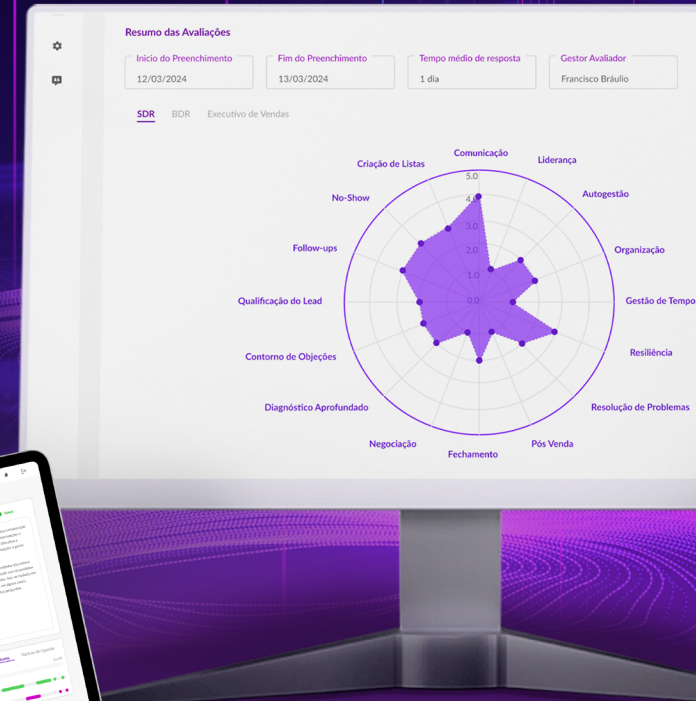 Resumo das Avaliações
Início do Preenchimento
Fim do Preenchimento
Tempo médio de resposta
Gestor Avaliador
12/03/2024
13/03/2024
1 dia
Francisco Bráulio
SDR
BDR
Executivo de Vendas
Comunicação
Liderança
Criação de Listas
Autogestão
No-Show
Organização
Follow-ups
Gestão de Tempo
Qualificação do Lead
Resiliência
Contorno de Objeções
Resolução de Problemas
Diagnóstico Aprofundado
Pós Venda
Negociação
Fechamento
5.0
4.0
3.0
2.0
1.0
0.0